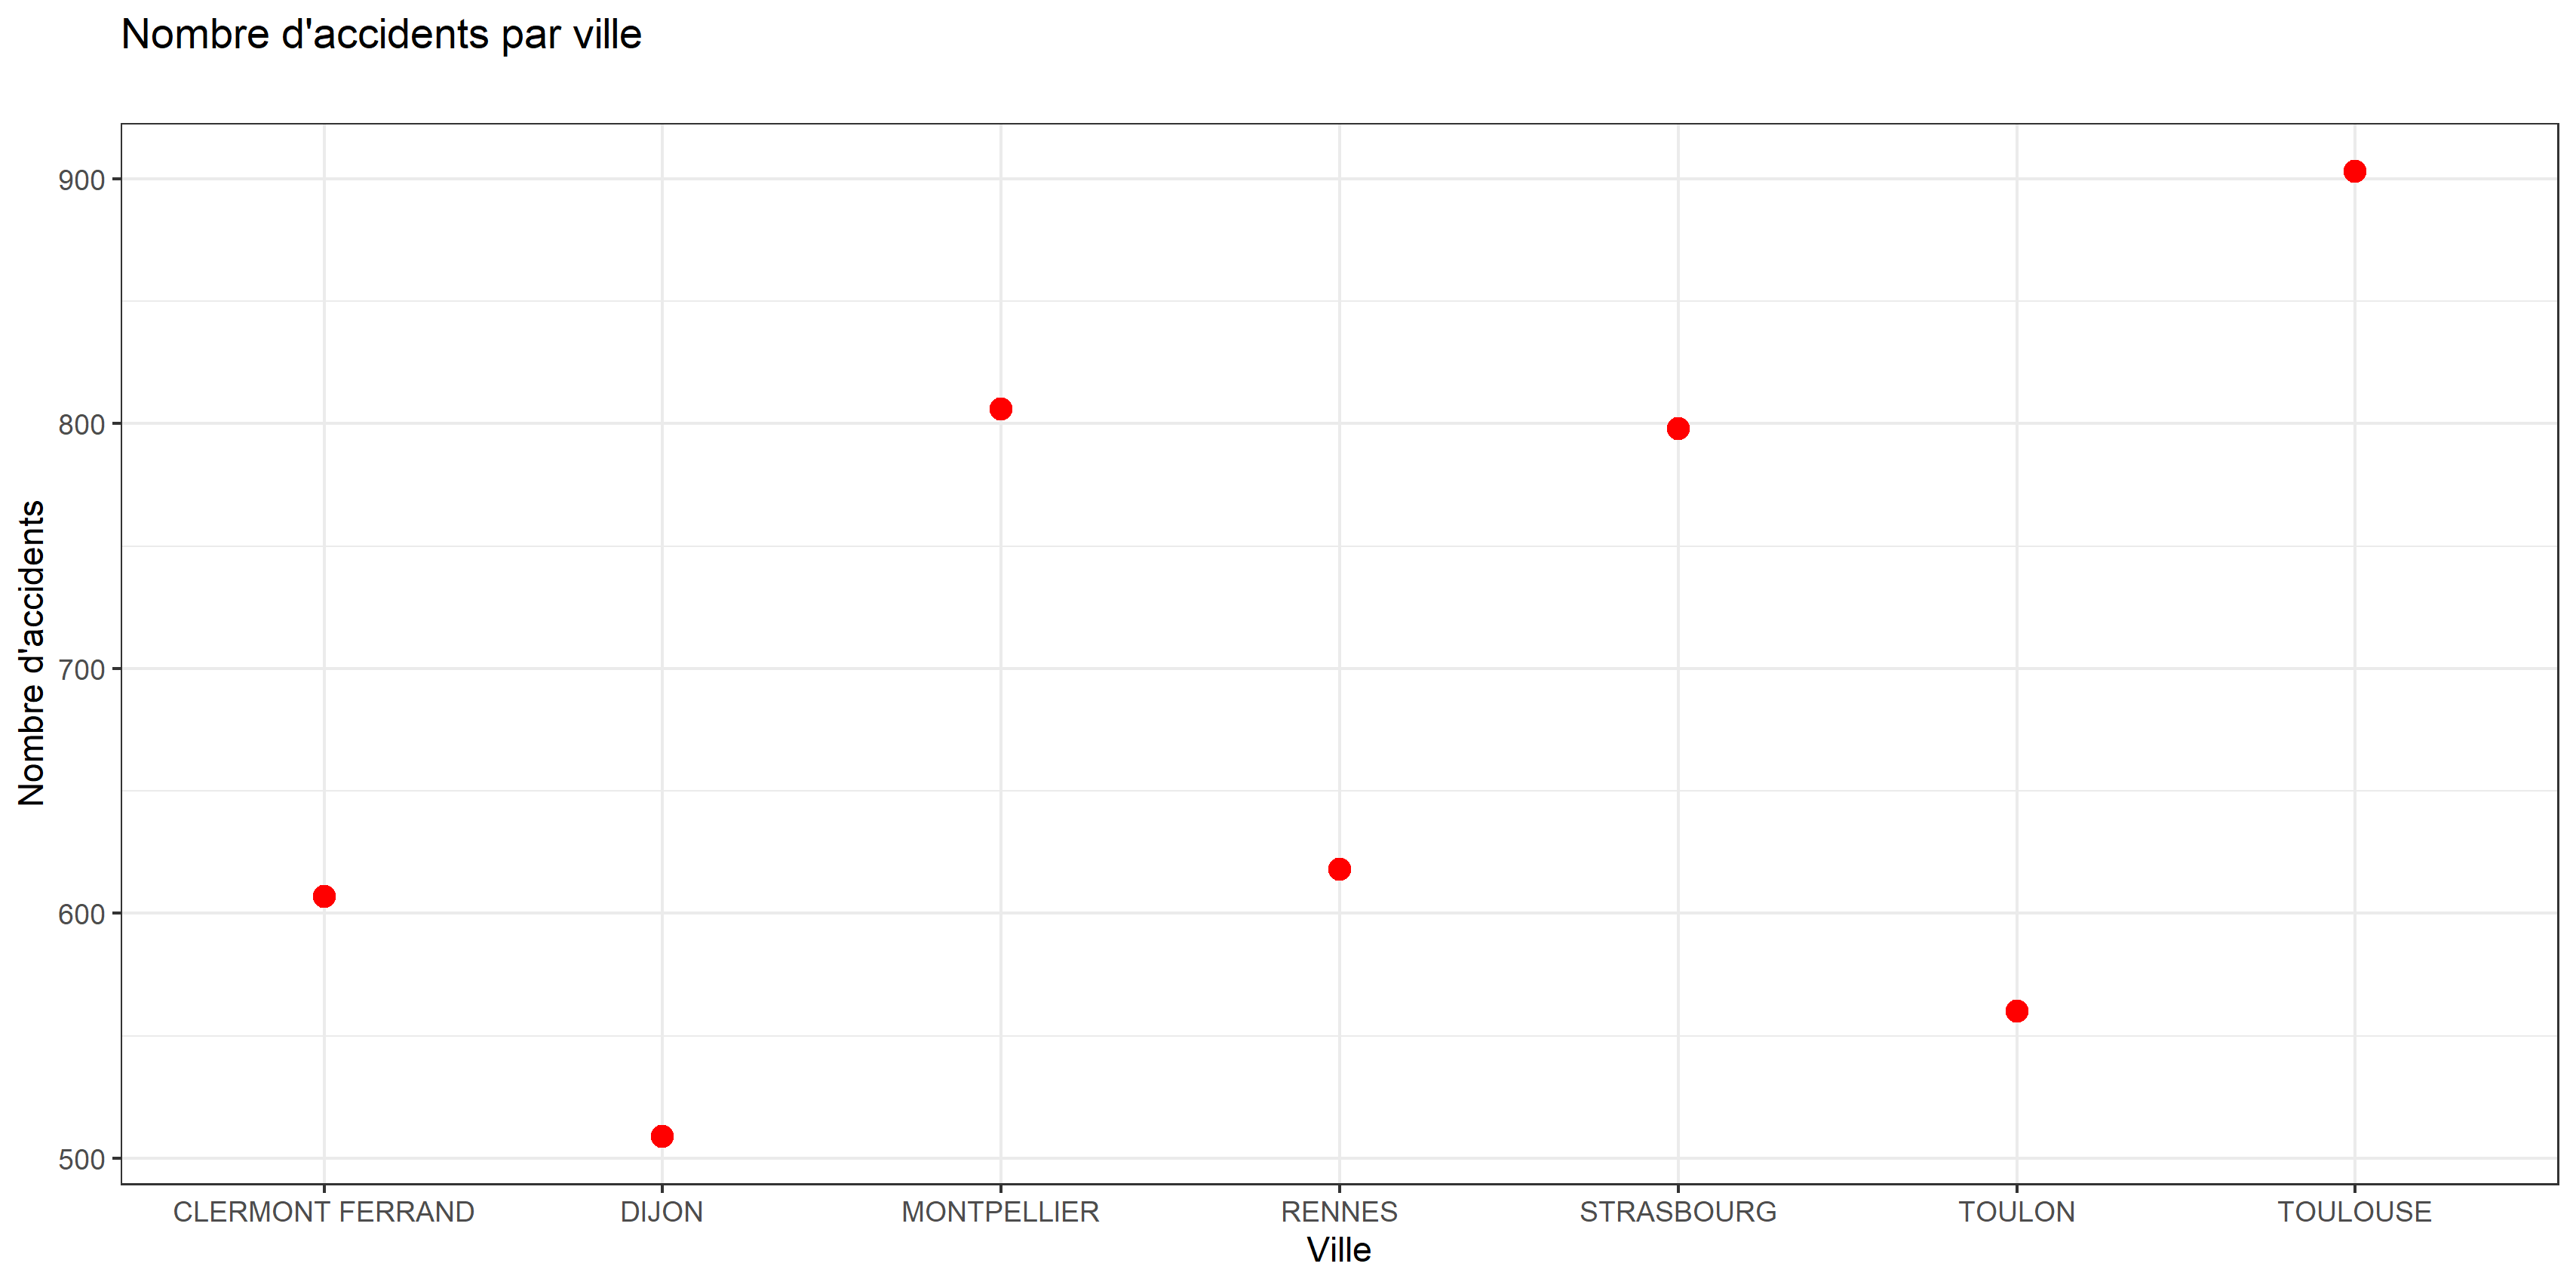 Nombre d'accidents par ville
Nombre d'accidents
900
800
700
600
500
CLERMONT FERRAND DIJON MONTPELLIER RENNES STRASBOURG TOULON TOULOUSE
Ville